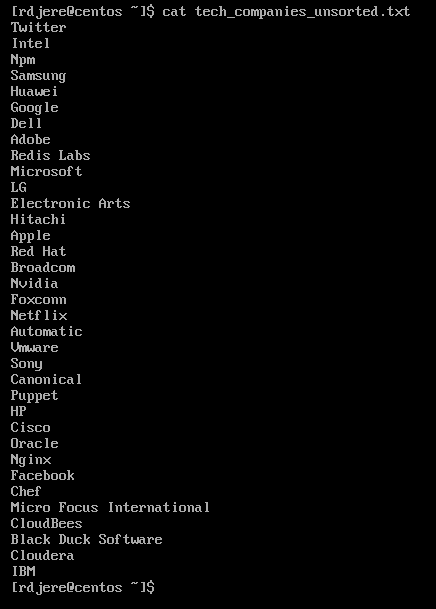 [rdjere@centos ~]$ cat tech_companies_unsorted.txt
Twitter
Intel
Npm
Samsung
Huawei
Google
Dell
Adobe
Redis Labs
Microsoft
LG
Electronic Arts
Hitachi
Apple
Red Hat
Broadcom
Nvidia
Foxconn
Netflix
Automatic
Vmware
Sony
Canonical
Puppet
HP
Cisco
Oracle
Nginx
Facebook
Chef
Micro Focus International
CloudBees
Black Duck Software
Cloudera
IBM
[rdjere@centos ~]$